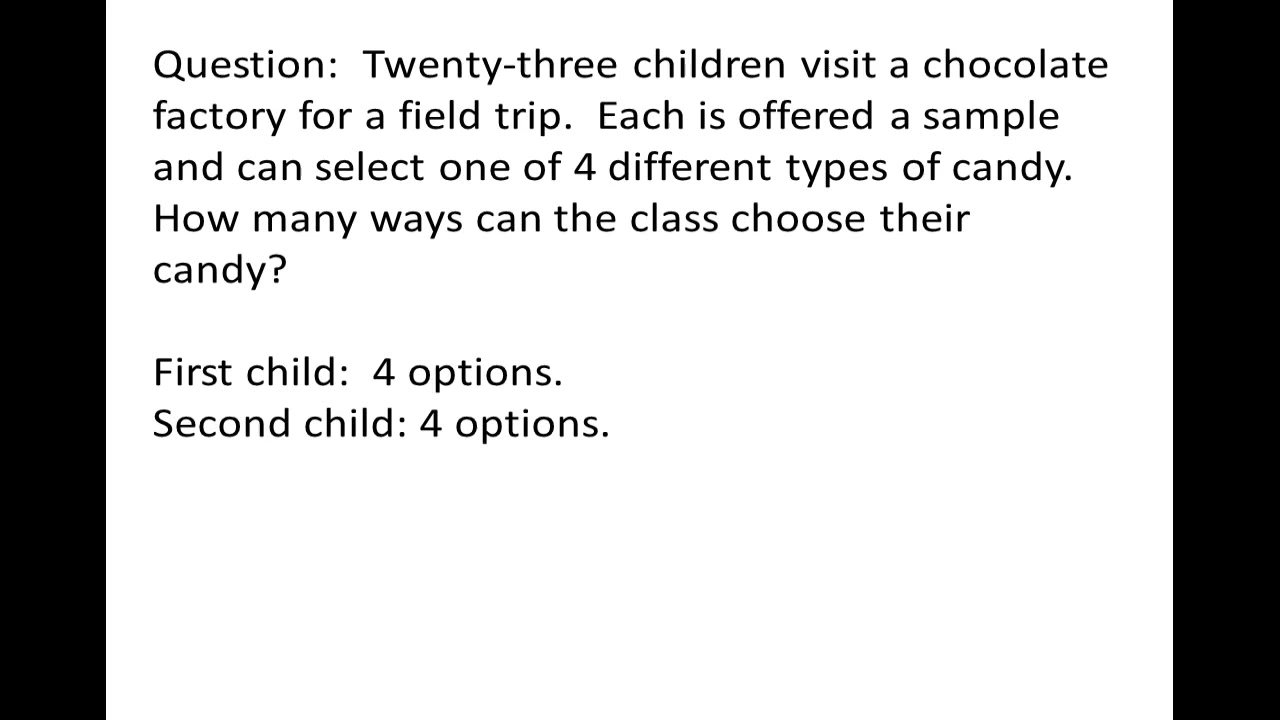 Question:  Twenty-three children visit a chocolate
factory for a field trip.  Each is offered a sample
and can select one of 4 different types of candy.
How many ways can the class choose their
candy?
First child:  4 options.
Second child: 4 options.